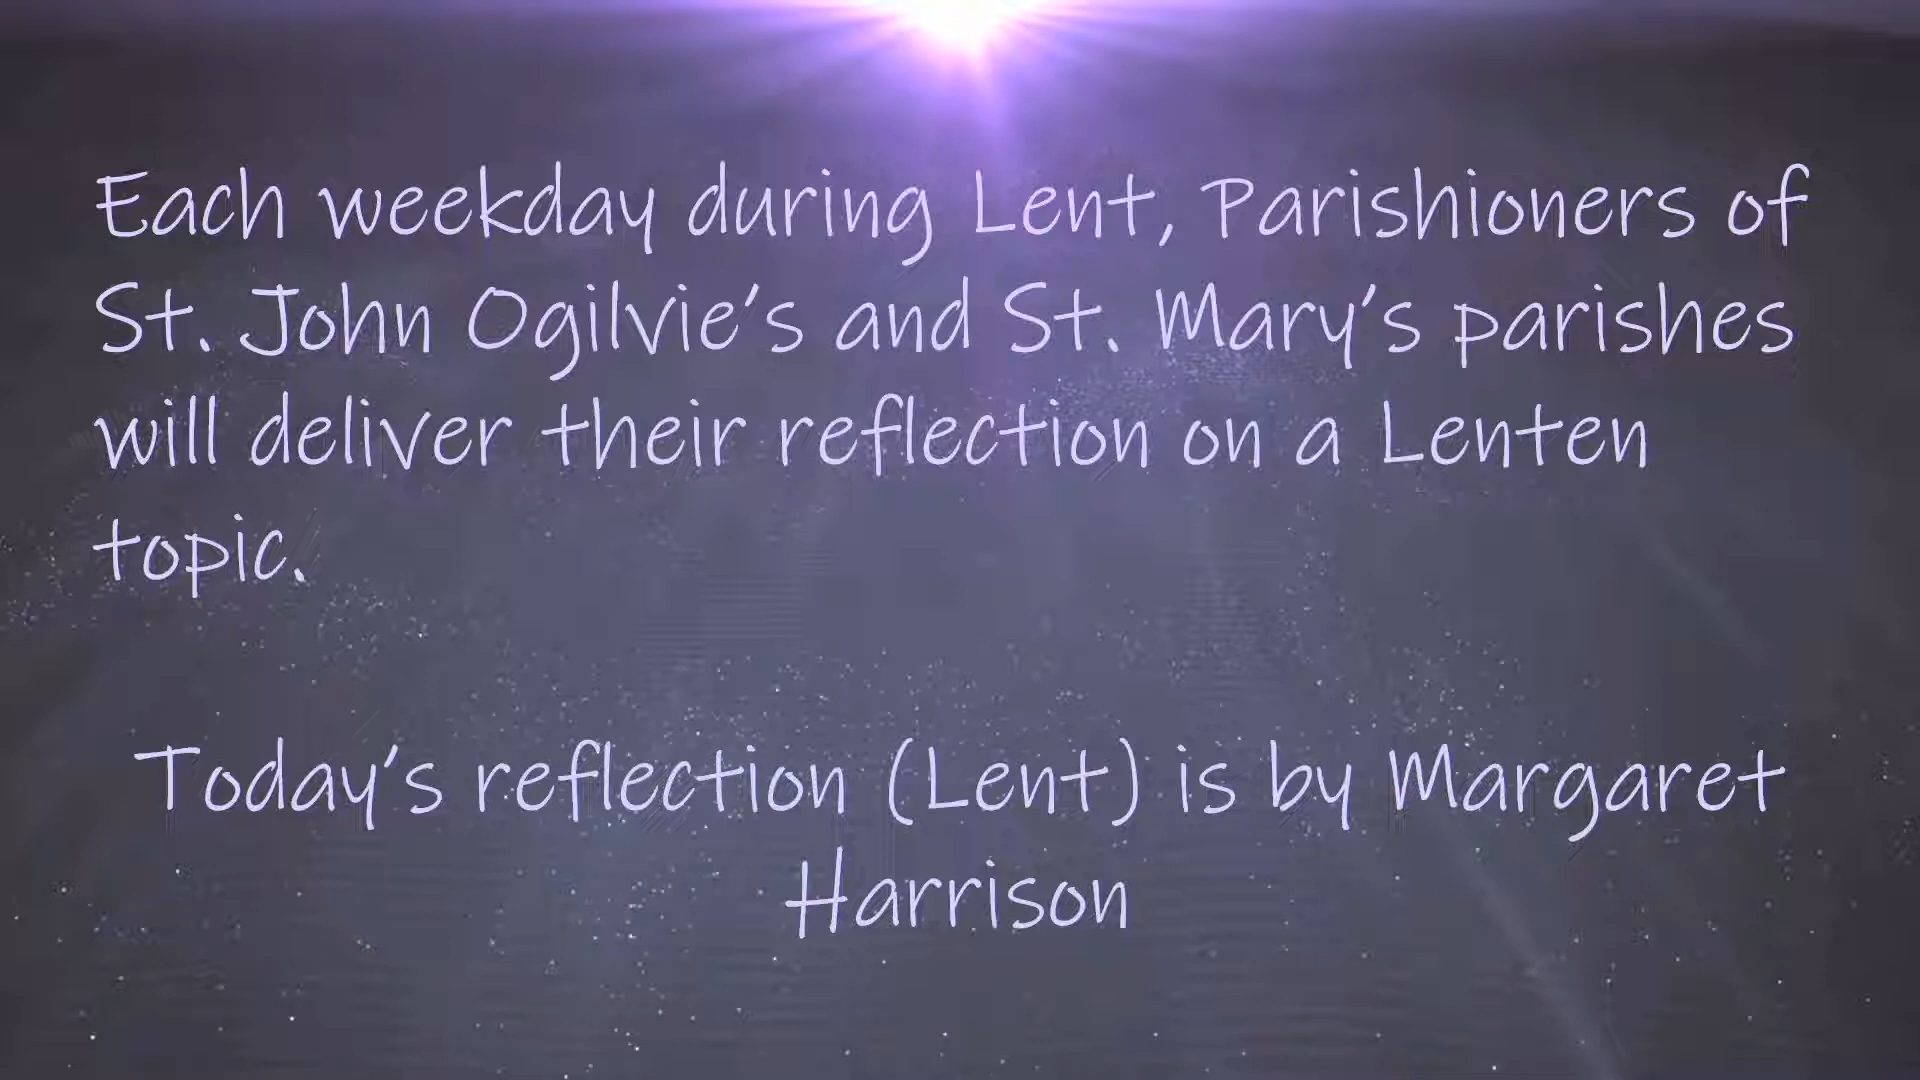 Each weekday during Lent, Parishioners of
St. John Ogilvie's and St. Mary's parishes
will deliver their reflection on a Lenten
topic.
Today's reflection (Lent) is by Margaret
Harrison